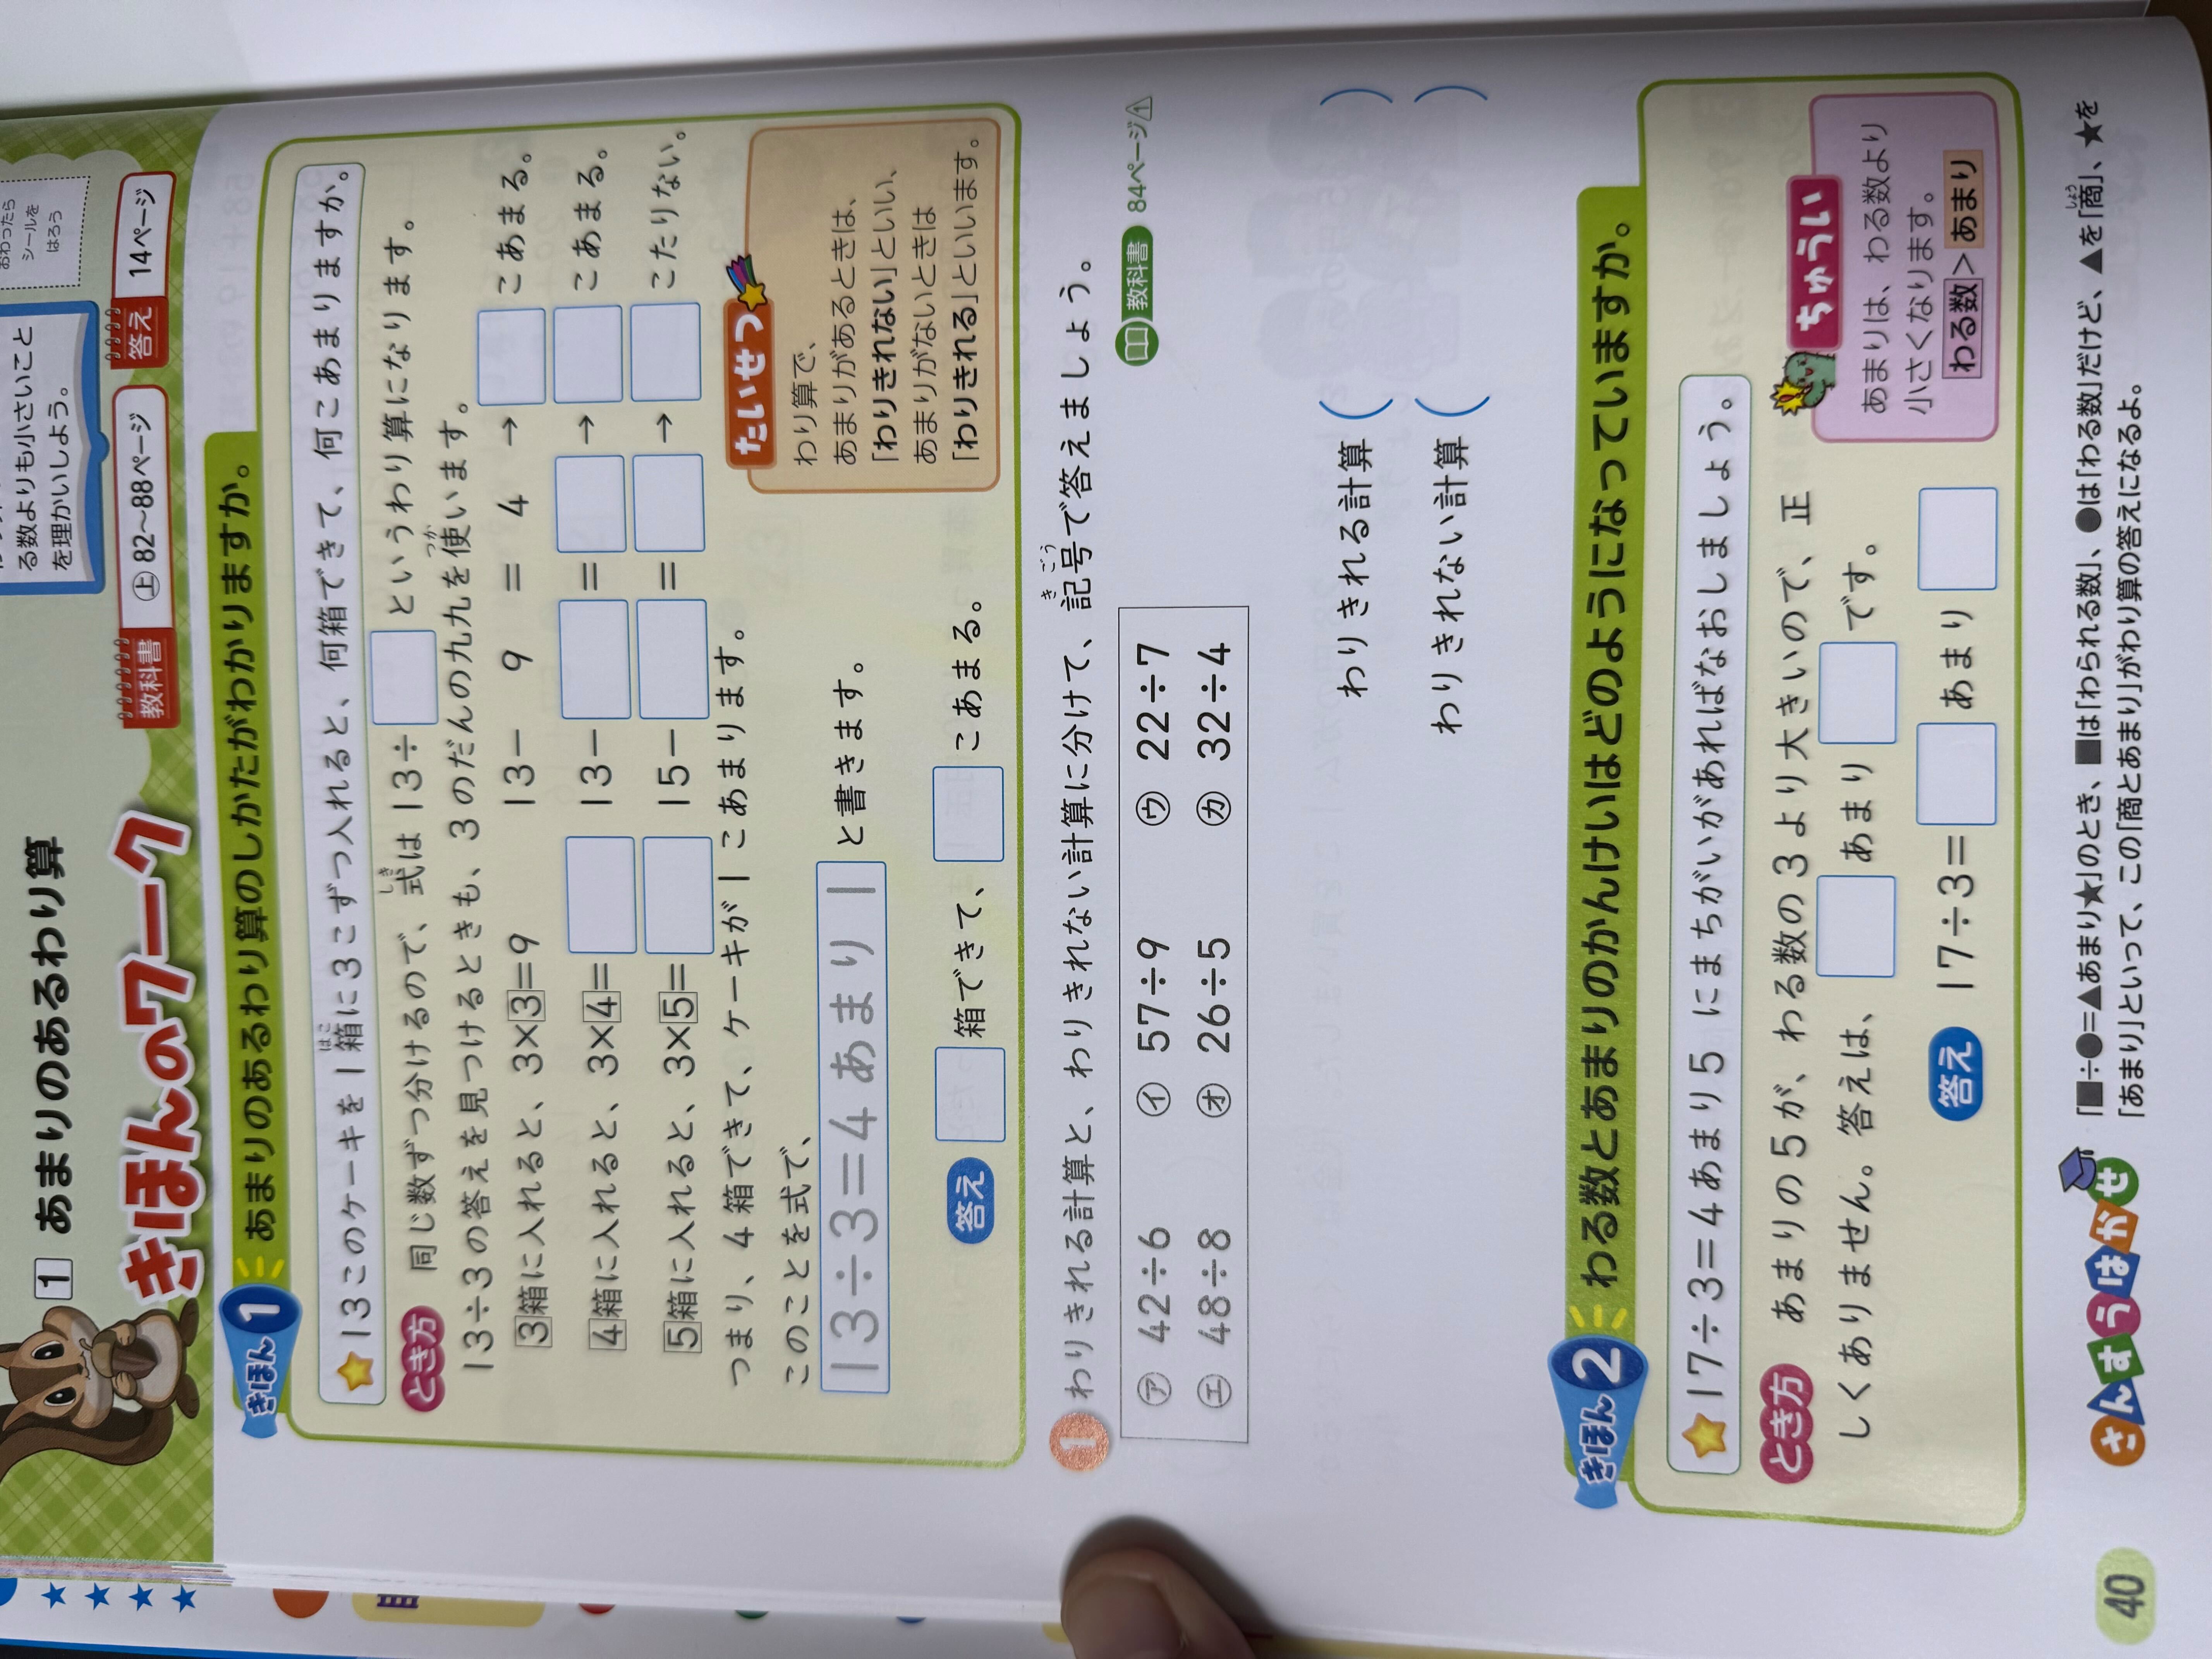 1 あまりのあるわり算
る数よりも小さいこと
を理かいしよう。
おわったら
シールを
はろう
きほんのワーク
教科書 上82〜88ページ 答え 14ページ
きほん1 あまりのあるわり算のしかたがわかりますか。
13このケーキを1箱に3こずつ入れると、何箱できて、何こあまりますか。
はこ
とき方 同じ数ずつ分けるので、式は13÷□というわり算になります。
しき
13÷3の答えを見つけるときも、3のだんの九九を使います。
つか
3箱に入れると、3×3=9 13−9=4→□こあまる。
4箱に入れると、3×4=□ 13−□=□→□こあまる。
5箱に入れると、3×5=□ 15−□=□→□こたりない。
つまり、4箱できて、ケーキが1こあまります。
このことを式で、
13÷3=4あまり1 と書きます。
答え □箱できて、□こあまる。
たいせつ
わり算で、
あまりがあるときは、
「わりきれない」といい、
あまりがないときは
「わりきれる」といいます。
1 わりきれる計算と、わりきれない計算に分けて、記号で答えましょう。
きごう
教科書 84ページ1
ア 42÷6 イ 57÷9 ウ 22÷7
エ 48÷8 オ 26÷5 カ 32÷4
わりきれる計算 ( )
わりきれない計算 ( )
きほん2 わる数とあまりのかんけいはどのようになっていますか。
17÷3=4あまり5 にまちがいがあればなおしましょう。
とき方 あまりの5が、わる数の3より大きいので、正
しくありません。答えは、□あまり□です。
答え 17÷3=□あまり□
ちゅうい
あまりは、わる数より
小さくなります。
わる数>あまり
さんすうはかせ
「■÷●=▲あまり★」のとき、■は「わられる数」、●は「わる数」だけど、▲を「商」、★を
しょう
「あまり」といって、この「商とあまり」がわり算の答えになるよ。
40